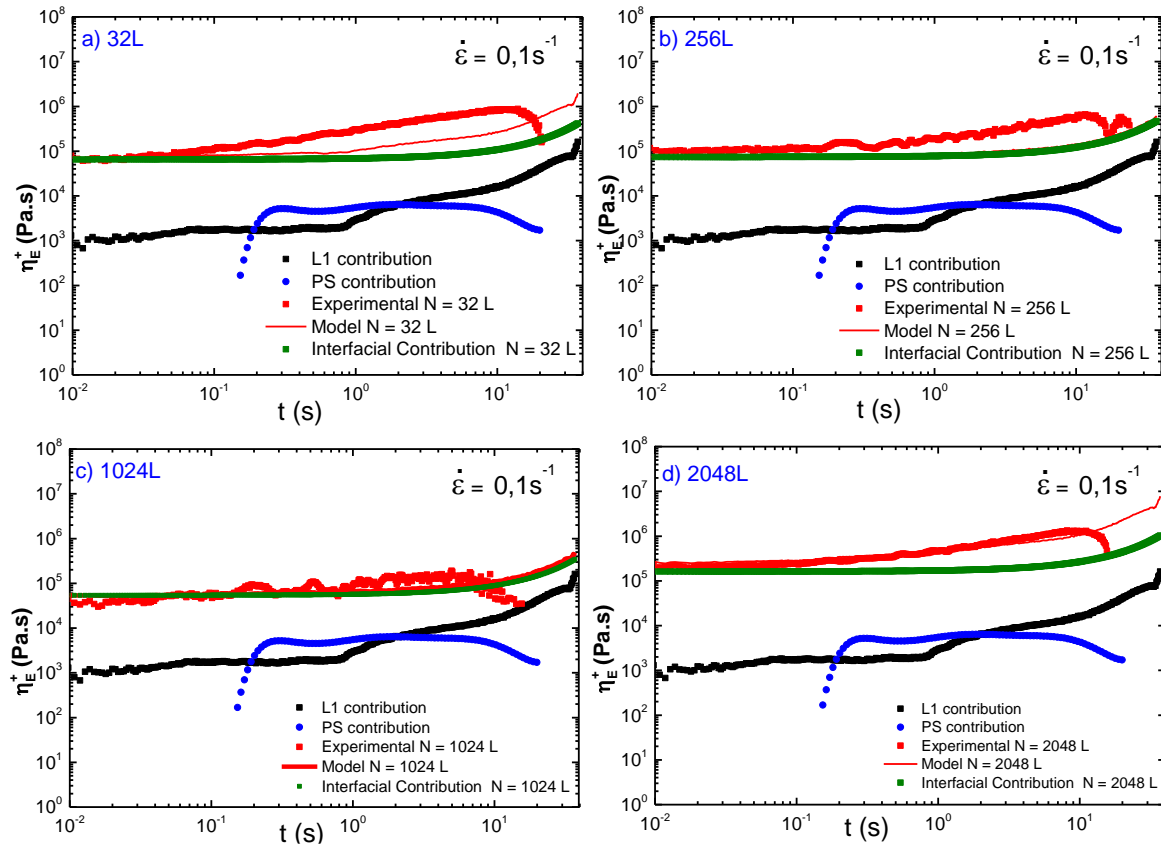 a) 32L
ε̇ = 0,1s⁻¹
10⁸
10⁷
10⁶
10⁵
10⁴
10³
10²
10¹
10⁰
η_E⁺ (Pa.s)
L1 contribution
PS contribution
Experimental N = 32 L
Model N = 32 L
Interfacial Contribution N = 32 L
10⁻² 10⁻¹ 10⁰ 10¹
t (s)
b) 256L
ε̇ = 0,1s⁻¹
10⁸
10⁷
10⁶
10⁵
10⁴
10³
10²
10¹
10⁰
η_E⁺ (Pa.s)
L1 contribution
PS contribution
Experimental N = 256 L
Model N = 256 L
Interfacial Contribution N = 256 L
10⁻² 10⁻¹ 10⁰ 10¹
t (s)
c) 1024L
ε̇ = 0,1s⁻¹
10⁸
10⁷
10⁶
10⁵
10⁴
10³
10²
10¹
10⁰
η_E⁺ (Pa.s)
L1 contribution
PS contribution
Experimental N = 1024 L
Model N = 1024 L
Interfacial Contribution N = 1024 L
10⁻² 10⁻¹ 10⁰ 10¹
t (s)
d) 2048L
ε̇ = 0,1s⁻¹
10⁸
10⁷
10⁶
10⁵
10⁴
10³
10²
10¹
10⁰
η_E⁺ (Pa.s)
L1 contribution
PS contribution
Experimental N = 2048 L
Model N = 2048 L
Interfacial Contribution N = 2048 L
10⁻² 10⁻¹ 10⁰ 10¹
t (s)